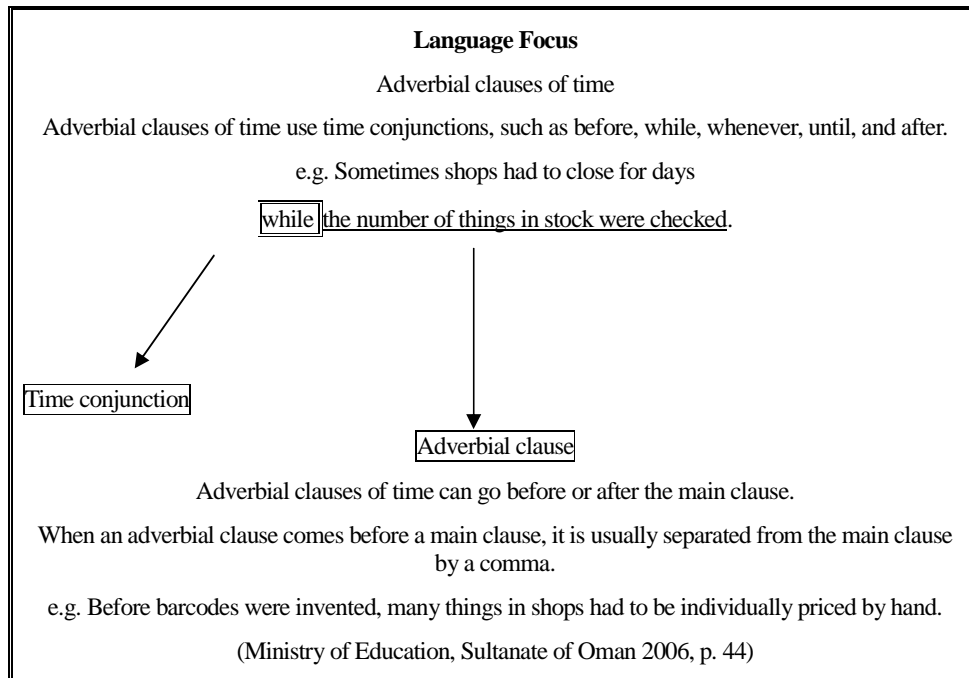 Language Focus
Adverbial clauses of time
Adverbial clauses of time use time conjunctions, such as before, while, whenever, until, and after.
e.g. Sometimes shops had to close for days
while the number of things in stock were checked.
Time conjunction
Adverbial clause
Adverbial clauses of time can go before or after the main clause.
When an adverbial clause comes before a main clause, it is usually separated from the main clause
by a comma.
e.g. Before barcodes were invented, many things in shops had to be individually priced by hand.
(Ministry of Education, Sultanate of Oman 2006, p. 44)